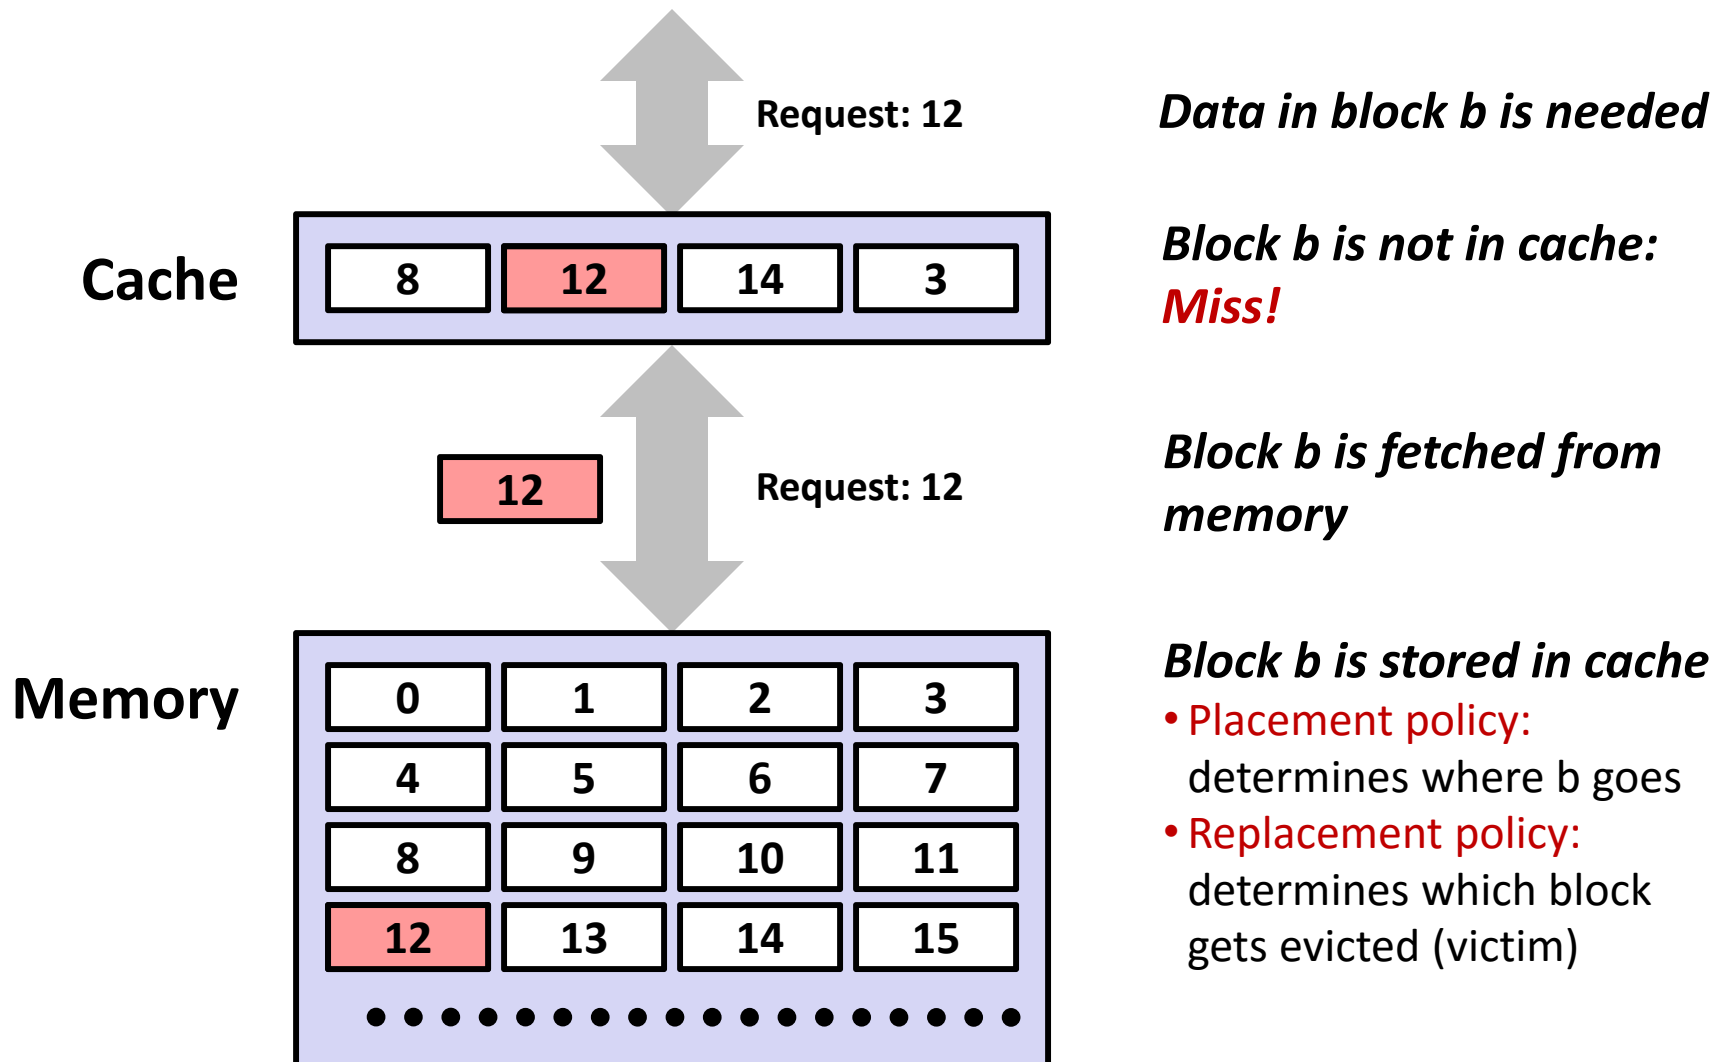 Request: 12
Data in block b is needed
Cache
8 12 14 3
Block b is not in cache:
Miss!
12
Request: 12
Block b is fetched from
memory
Memory
0 1 2 3
4 5 6 7
8 9 10 11
12 13 14 15
Block b is stored in cache
• Placement policy:
determines where b goes
• Replacement policy:
determines which block
gets evicted (victim)